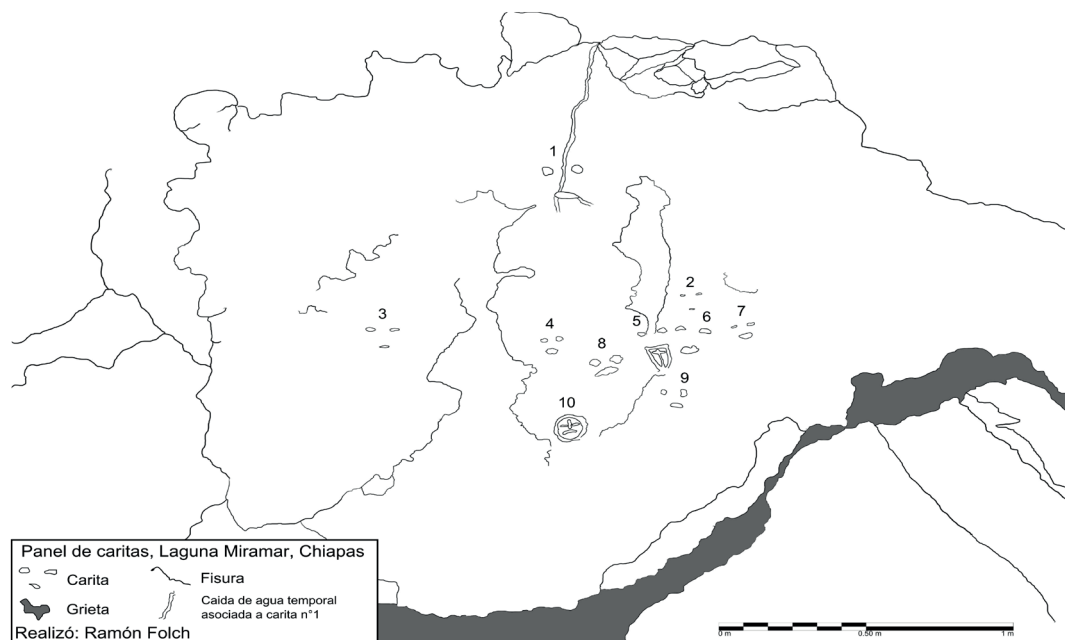 1
2
3
4
5
6
7
8
9
10
Panel de caritas, Laguna Miramar, Chiapas
Carita
Fisura
Grieta
Caida de agua temporal
asociada a carita n°1
Realizó: Ramón Folch
0 m
0.50 m
1 m